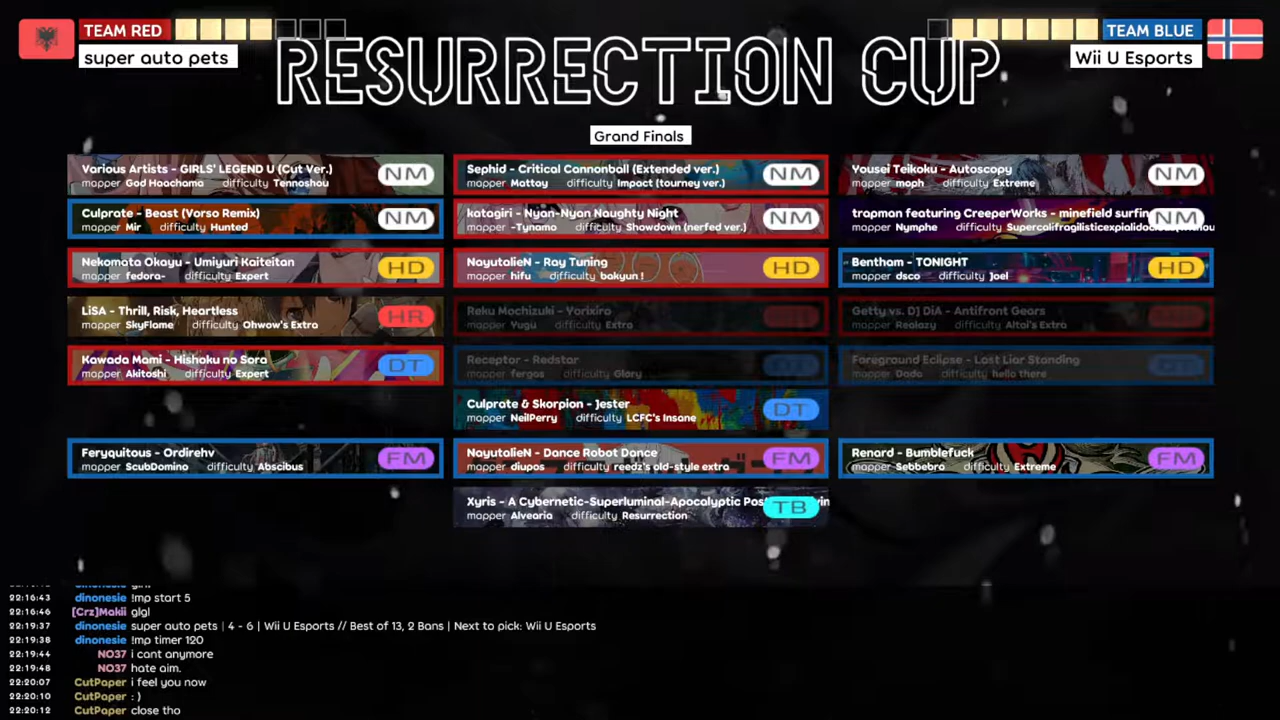 TEAM RED
TEAM BLUE
super auto pets
Wii U Esports
RESURRECTION CUP
Grand Finals
Various Artists - GIRLS' LEGEND U (Cut Ver.)
mapper God Haachama difficulty Tennoshou
NM
Sephid - Critical Cannonball (Extended ver.)
mapper Mattay difficulty Impact (tourney ver.)
NM
Yousei Teikoku - Autoscopy
mapper moph difficulty Extreme
NM
Culprate - Beast (Vorso Remix)
mapper Mir difficulty Hunted
NM
katagiri - Nyan-Nyan Naughty Night
mapper -Tynamo difficulty Showdown (nerfed ver.)
NM
trapman featuring CreeperWorks - minefield surfin
mapper Nymphe difficulty
NM
Nekomata Okayu - Umiyuri Kaiteitan
mapper fedora- difficulty Expert
HD
NayutalieN - Ray Tuning
mapper hifu difficulty bakyun !
HD
Bentham - TONIGHT
mapper dsco difficulty Joel
HD
LiSA - Thrill, Risk, Heartless
mapper SkyFlame difficulty Ohwow's Extra
HR
Reku Mochizuki - Yorixiro
mapper Yugu difficulty Extra
Getty vs. DJ DiA - Antifront Gears
mapper Realazy difficulty Altai's Extra
Kawada Mami - Hishoku no Sora
mapper Akitoshi difficulty Expert
DT
Receptor - Redstar
mapper fergas difficulty Glory
Foreground Eclipse - Last Liar Standing
mapper Dada difficulty hello there
Culprate & Skorpion - Jester
mapper NeilPerry difficulty LCFC's Insane
DT
Feryquitous - Ordirehv
mapper ScubDomino difficulty Abscibus
FM
NayutalieN - Dance Robot Dance
mapper diupos difficulty reedz's old-style extra
FM
Renard - Bumblefuck
mapper Sebbebro difficulty Extreme
FM
Xyris - A Cybernetic-Superluminal-Apocalyptic
mapper Alvearia difficulty Resurrection
TB
22:16:43 dinonesie !mp start 5
22:16:46 [Crz]Makii glgl
22:19:37 dinonesie super auto pets | 4 - 6 | Wii U Esports // Best of 13, 2 Bans | Next to pick: Wii U Esports
22:19:38 dinonesie !mp timer 120
22:19:44 NO37 i cant anymore
22:19:48 NO37 hate aim.
22:20:07 CutPaper i feel you now
22:20:10 CutPaper : )
22:20:12 CutPaper close tho